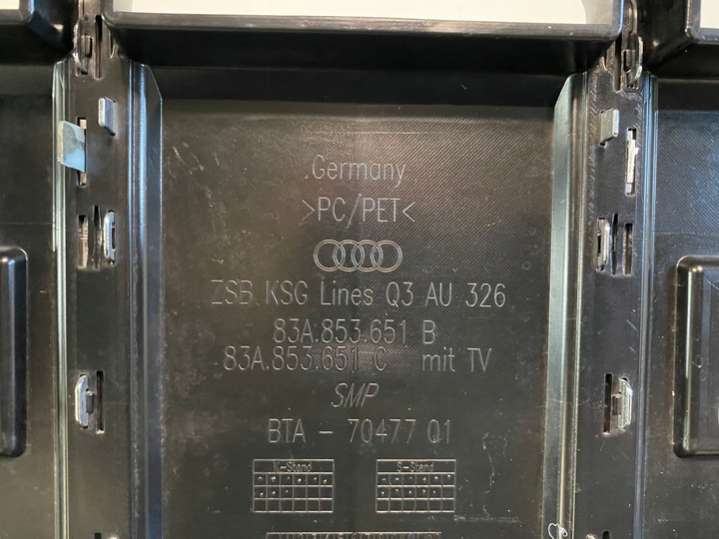 Germany
>PC/PET<
ZSB KSG Lines Q3 AU 326
83A.853.651 B
83A.853.651 C mit TV
SMP
BTA - 70477 01